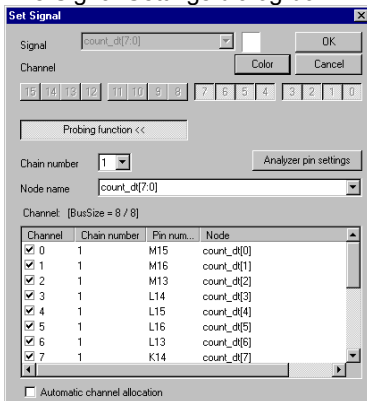 Set Signal
Signal count_dt[7:0] OK
Channel Color Cancel
15 14 13 12 11 10 9 8 7 6 5 4 3 2 1 0
Probing function <<
Chain number 1 Analyzer pin settings
Node name count_dt[7:0]
Channel: [BusSize = 8 / 8]
Channel Chain number Pin num... Node
0 1 M15 count_dt[0]
1 1 M16 count_dt[1]
2 1 M13 count_dt[2]
3 1 L14 count_dt[3]
4 1 L15 count_dt[4]
5 1 L16 count_dt[5]
6 1 L13 count_dt[6]
7 1 K14 count_dt[7]
Automatic channel allocation